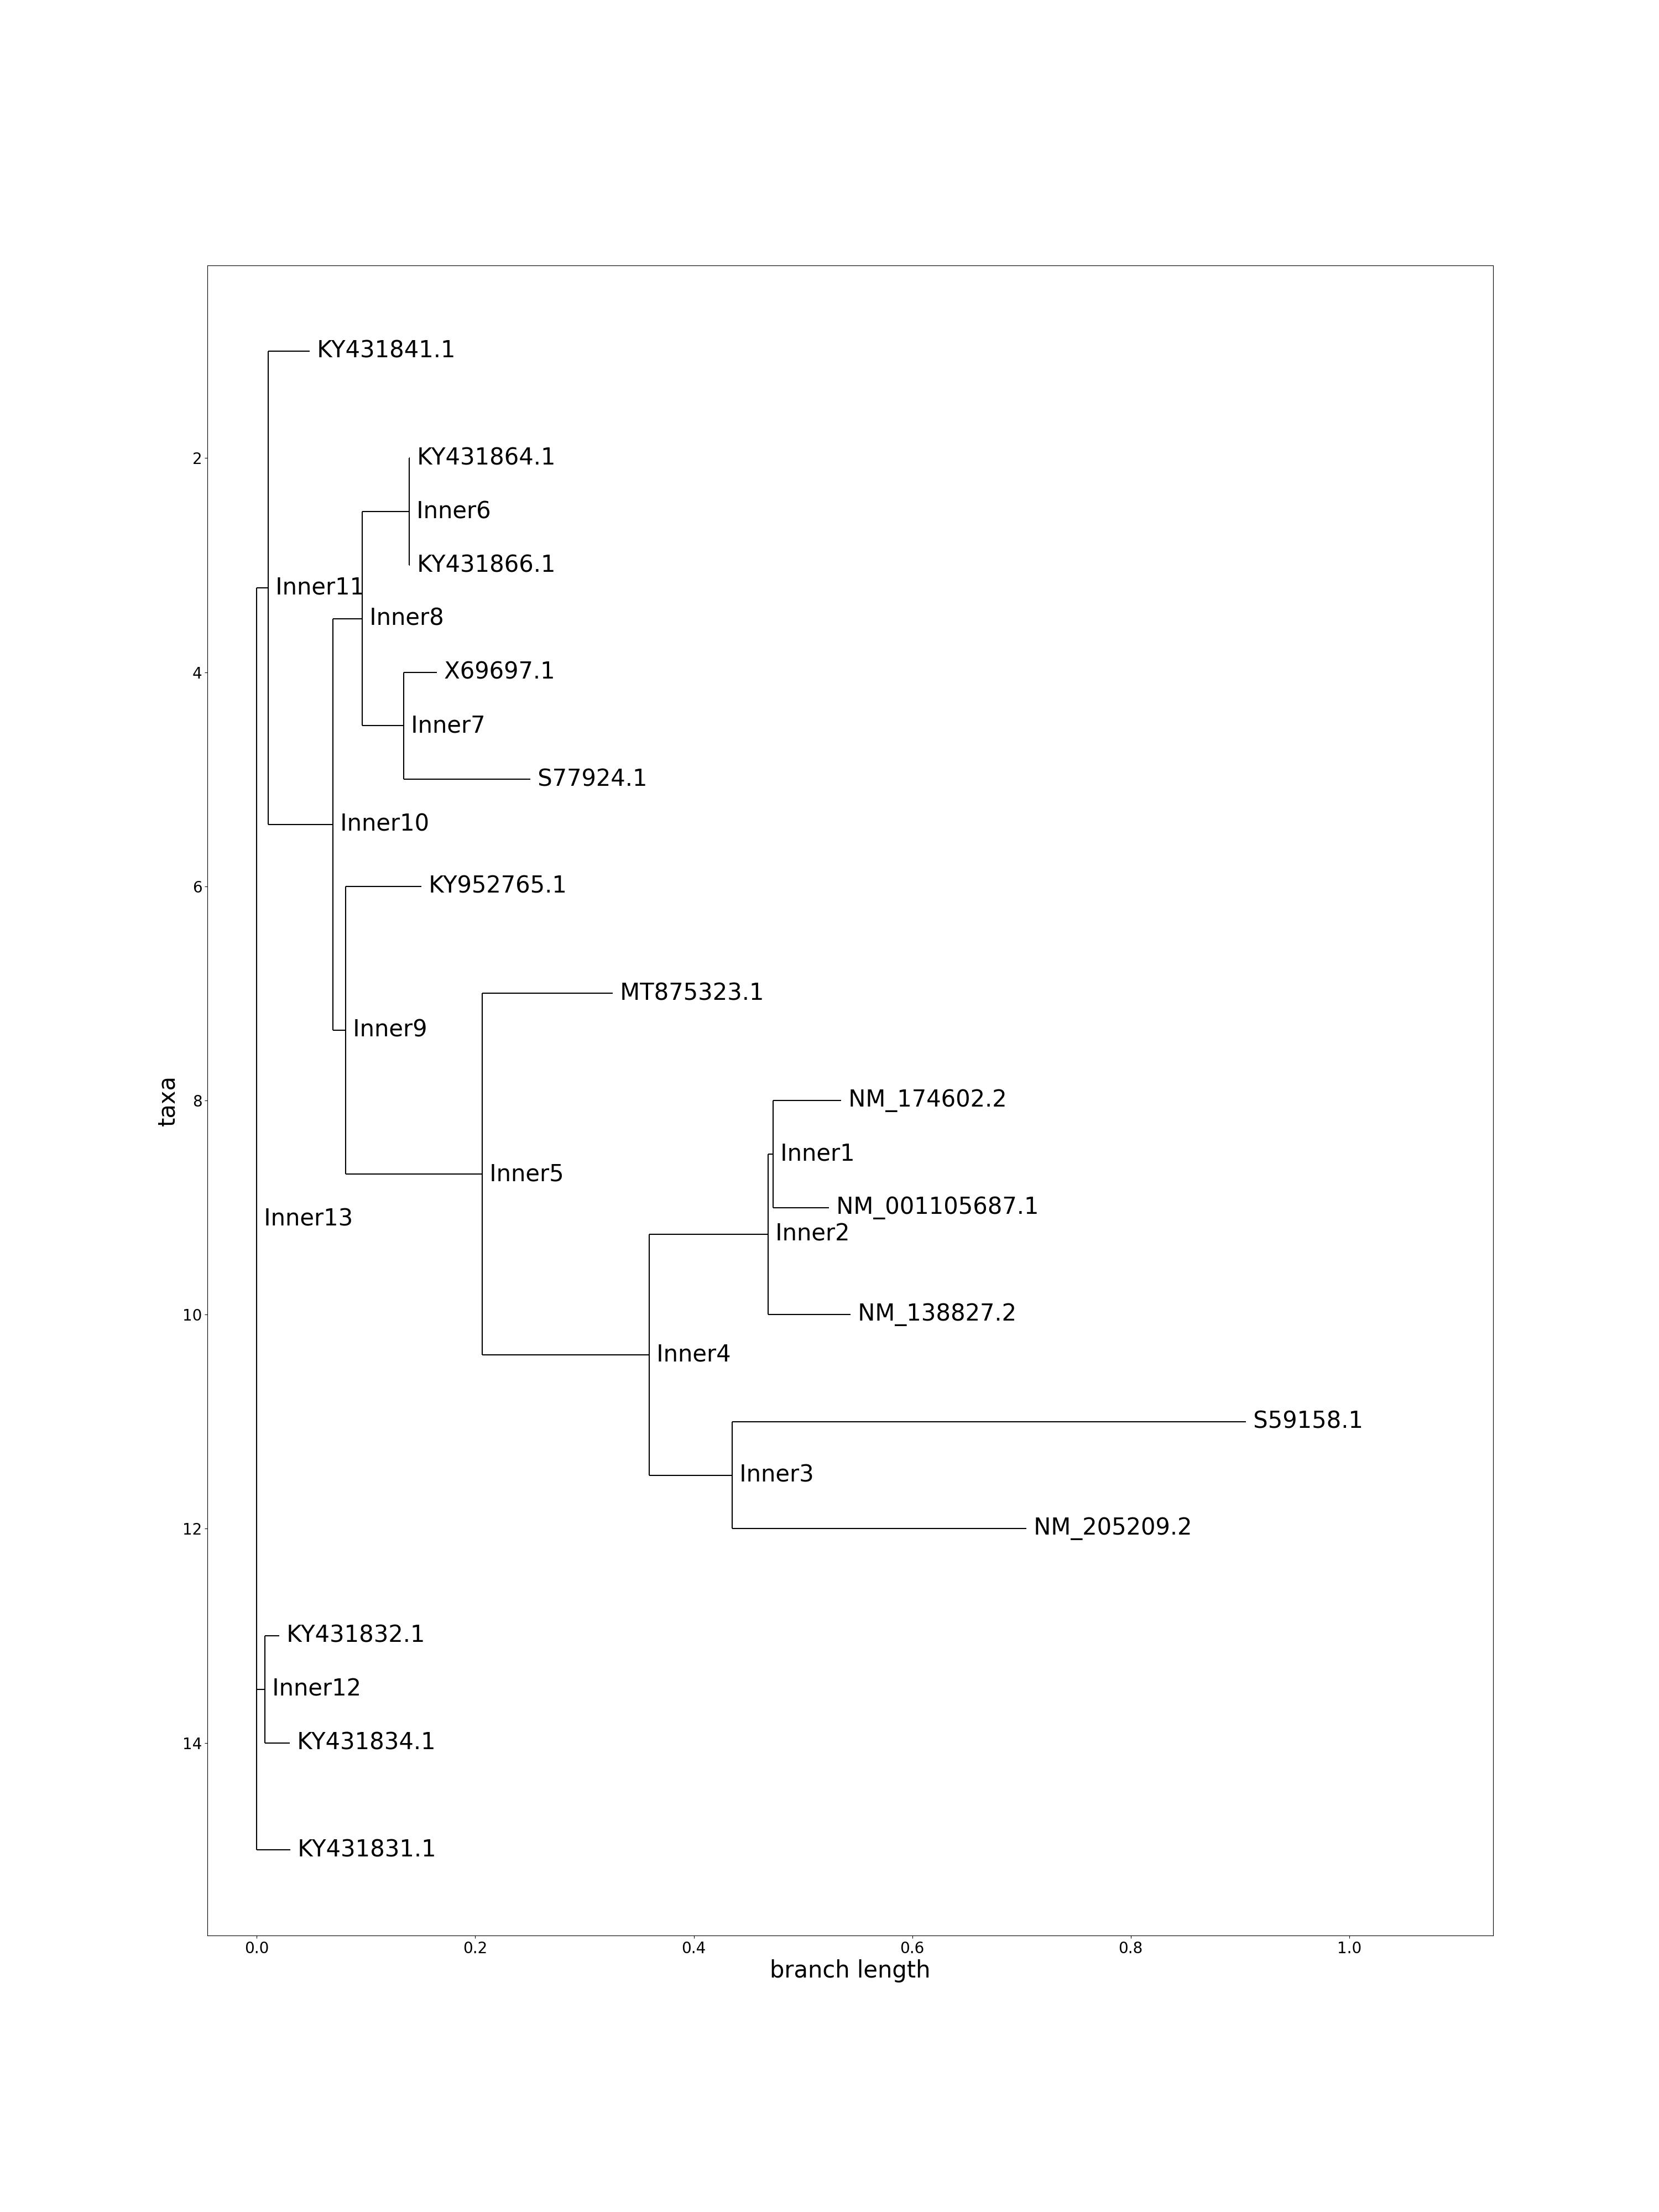 KY431841.1
2
KY431864.1
Inner6
KY431866.1
Inner11
Inner8
4
X69697.1
Inner7
S77924.1
Inner10
6
KY952765.1
MT875323.1
Inner9
taxa
8
NM_174602.2
Inner1
Inner5
NM_001105687.1
Inner13
Inner2
10
NM_138827.2
Inner4
S59158.1
Inner3
12
NM_205209.2
KY431832.1
Inner12
14
KY431834.1
KY431831.1
0.0 0.2 0.4 0.6 0.8 1.0
branch length